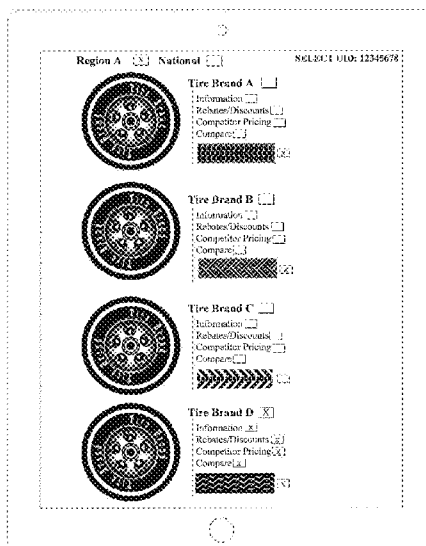 Region A [X] National [ ] SELECT UID: 12345678
Tire Brand A [ ]
Information [ ]
Rebates/Discounts [ ]
Competitor Pricing [ ]
Compare [ ]
[X]
Tire Brand B [ ]
Information [ ]
Rebates/Discounts [ ]
Competitor Pricing [ ]
Compare [ ]
[X]
Tire Brand C [ ]
Information [ ]
Rebates/Discounts [ ]
Competitor Pricing [ ]
Compare [ ]
[ ]
Tire Brand D [X]
Information [X]
Rebates/Discounts [X]
Competitor Pricing [X]
Compare [X]
[X]